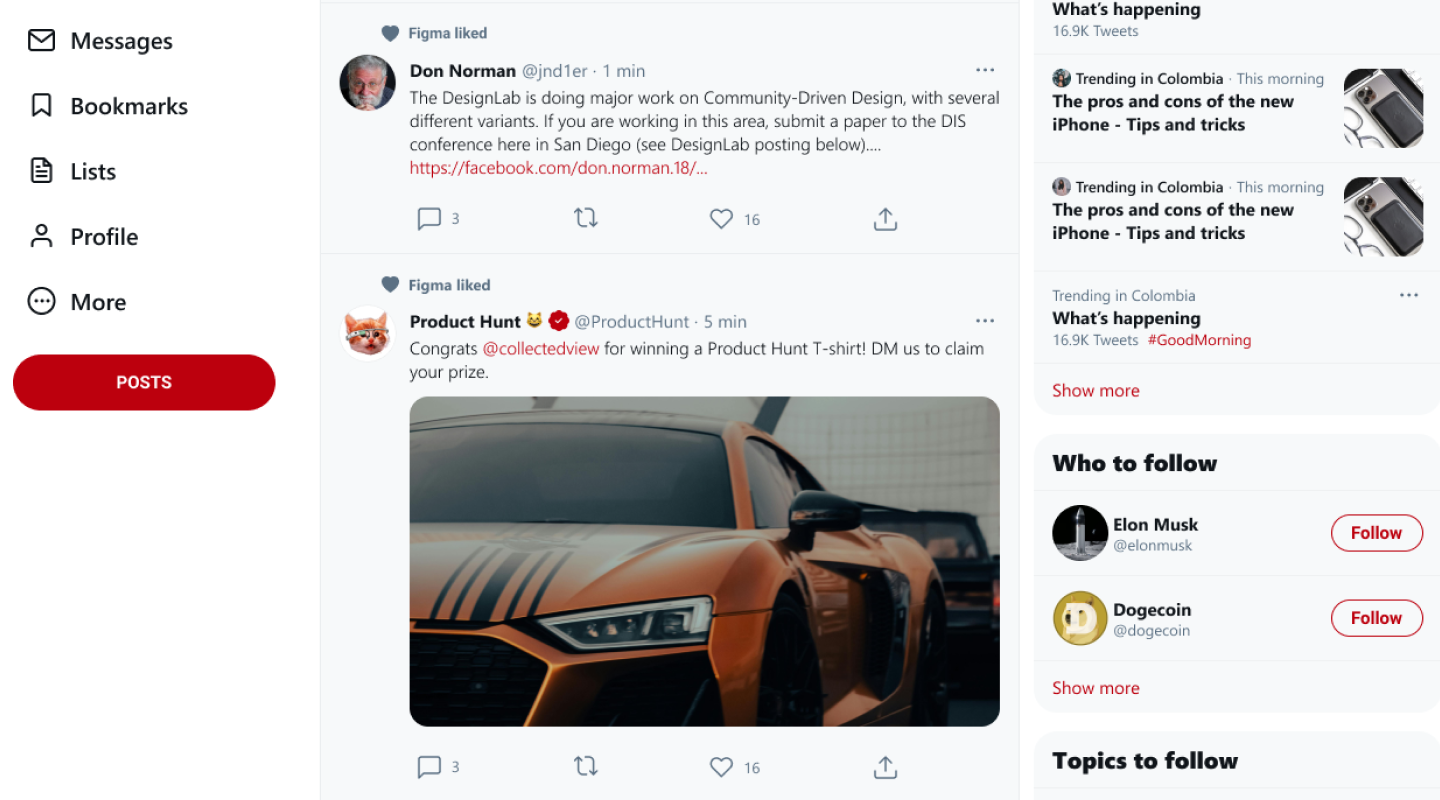 Messages
Bookmarks
Lists
Profile
More
POSTS
Figma liked
Don Norman @jnd1er · 1 min
The DesignLab is doing major work on Community-Driven Design, with several
different variants. If you are working in this area, submit a paper to the DIS
conference here in San Diego (see DesignLab posting below)....
https://facebook.com/don.norman.18/...
3
16
Figma liked
Product Hunt 😺 @ProductHunt · 5 min
Congrats @collectedview for winning a Product Hunt T-shirt! DM us to claim
your prize.
3
16
What's happening
16.9K Tweets
Trending in Colombia · This morning
The pros and cons of the new
iPhone - Tips and tricks
Trending in Colombia · This morning
The pros and cons of the new
iPhone - Tips and tricks
Trending in Colombia
What's happening
16.9K Tweets #GoodMorning
Show more
Who to follow
Elon Musk
@elonmusk
Follow
Dogecoin
@dogecoin
Follow
Show more
Topics to follow